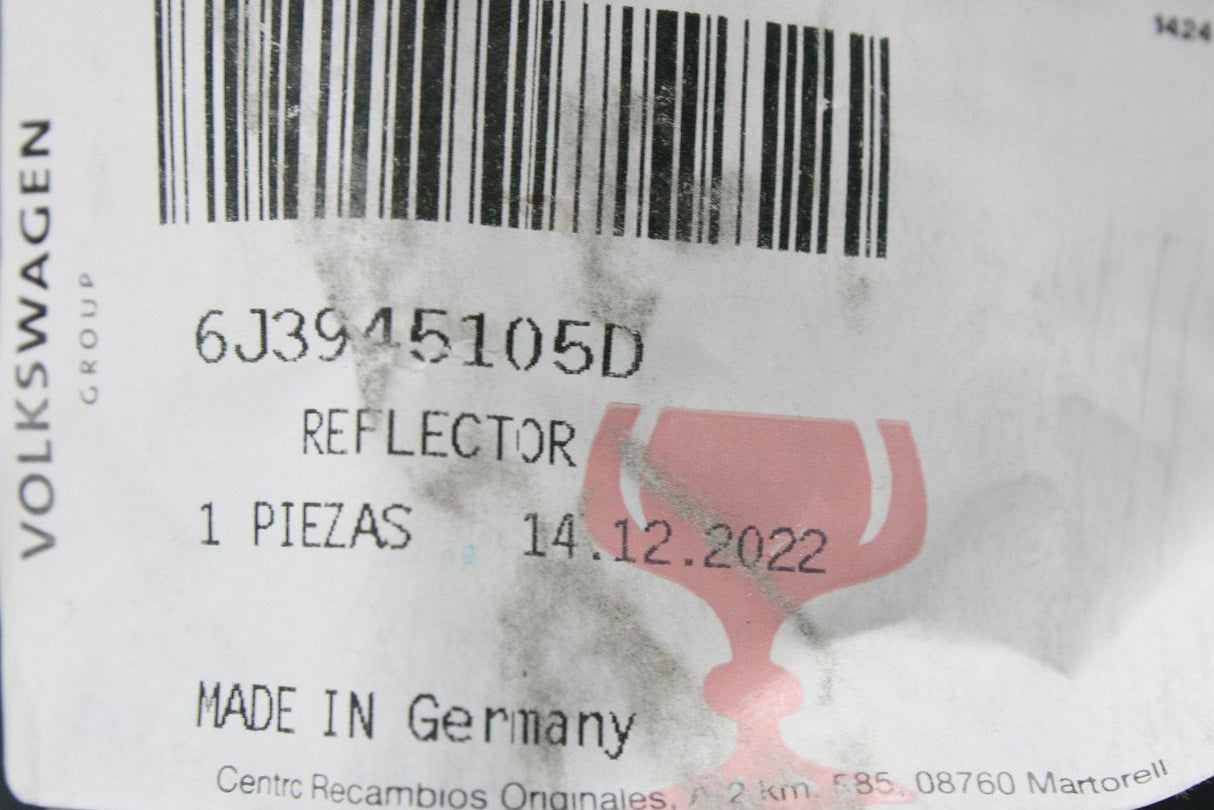 1424
VOLKSWAGEN
GROUP
6J3945105D
REFLECTOR
1 PIEZAS 14.12.2022
MADE IN Germany
Centro Recambios Originales, A-2 km. 585, 08760 Martorell